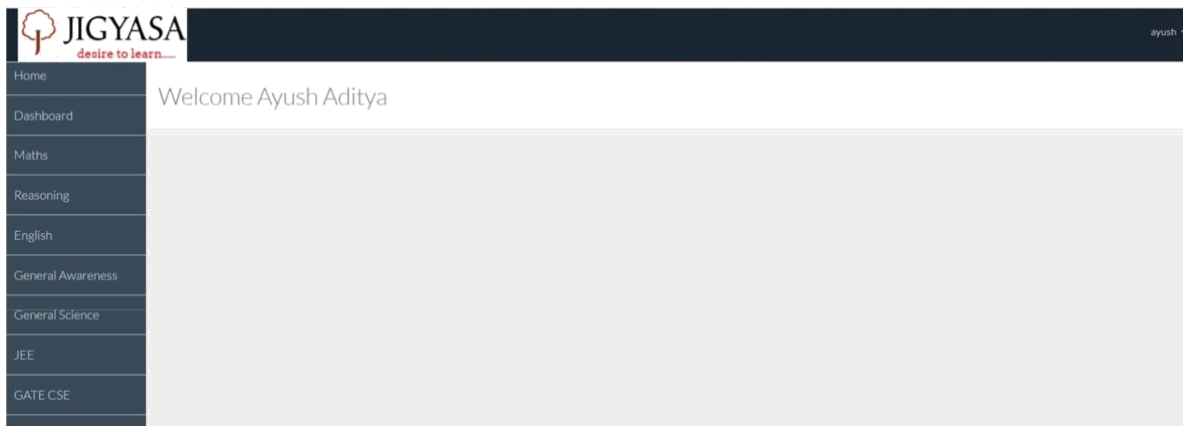 JIGYASA
desire to learn.....
ayush
Home
Welcome Ayush Aditya
Dashboard
Maths
Reasoning
English
General Awareness
General Science
JEE
GATE CSE